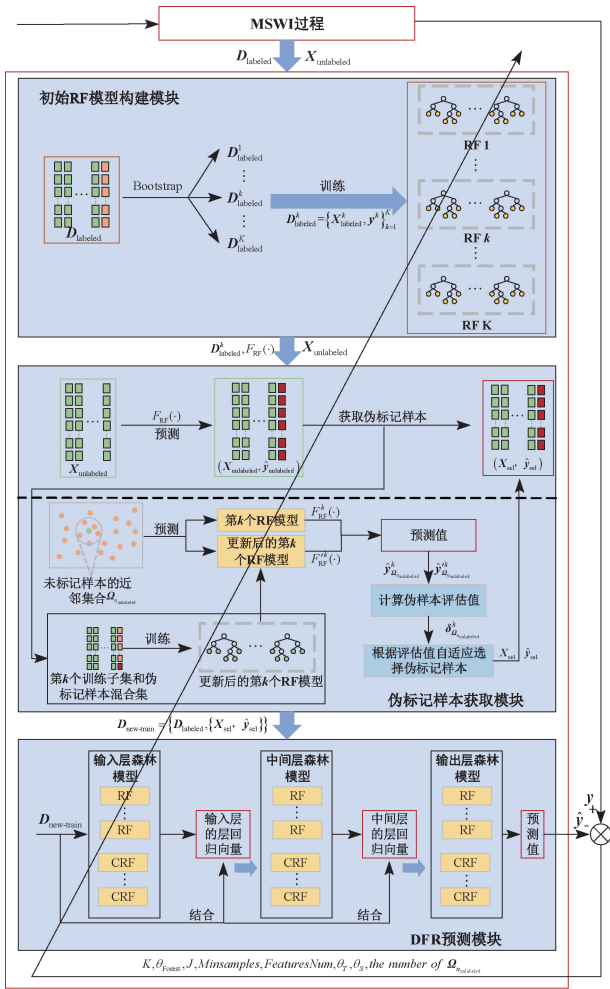 MSWI过程
D_labeled X_unlabeled
初始RF模型构建模块
D_labeled
Bootstrap
D^1_labeled
D^k_labeled
D^K_labeled
训练
D^k_labeled={X^k_labeled, y^k}^K_k=1
RF 1
RF k
RF K
D^k_labeled, F_RF(·) X_unlabeled
X_unlabeled
F_RF(·)
预测
(X_unlabeled, ŷ_unlabeled)
获取伪标记样本
(X_sel, ŷ_sel)
未标记样本的近
邻集合Ω_n_unlabeled
预测
第k个RF模型
更新后的第k
个RF模型
F^k_RF(·)
F'^k_RF(·)
预测值
ŷ^k_Ω_n_unlabeled ŷ'^k_Ω_n_unlabeled
计算伪样本评估值
δ^k_Ω_n_unlabeled
根据评估值自适应选
择伪标记样本
X_sel ŷ_sel
训练
第k个训练子集和伪
标记样本混合集
更新后的第k个RF模型
伪标记样本获取模块
D_new-train={D_labeled,{X_sel, ŷ_sel}}
D_new-train
输入层森林
模型
RF
RF
CRF
CRF
输入层
的层回
归向量
结合
中间层森林
模型
RF
RF
CRF
CRF
中间层
的层回
归向量
结合
输出层森林
模型
RF
RF
CRF
CRF
预
测
值
y
+
ŷ -
DFR预测模块
K,θ_Forest,J,Minsamples,FeaturesNum,θ_T,θ_S,the number of Ω_n_unlabeled